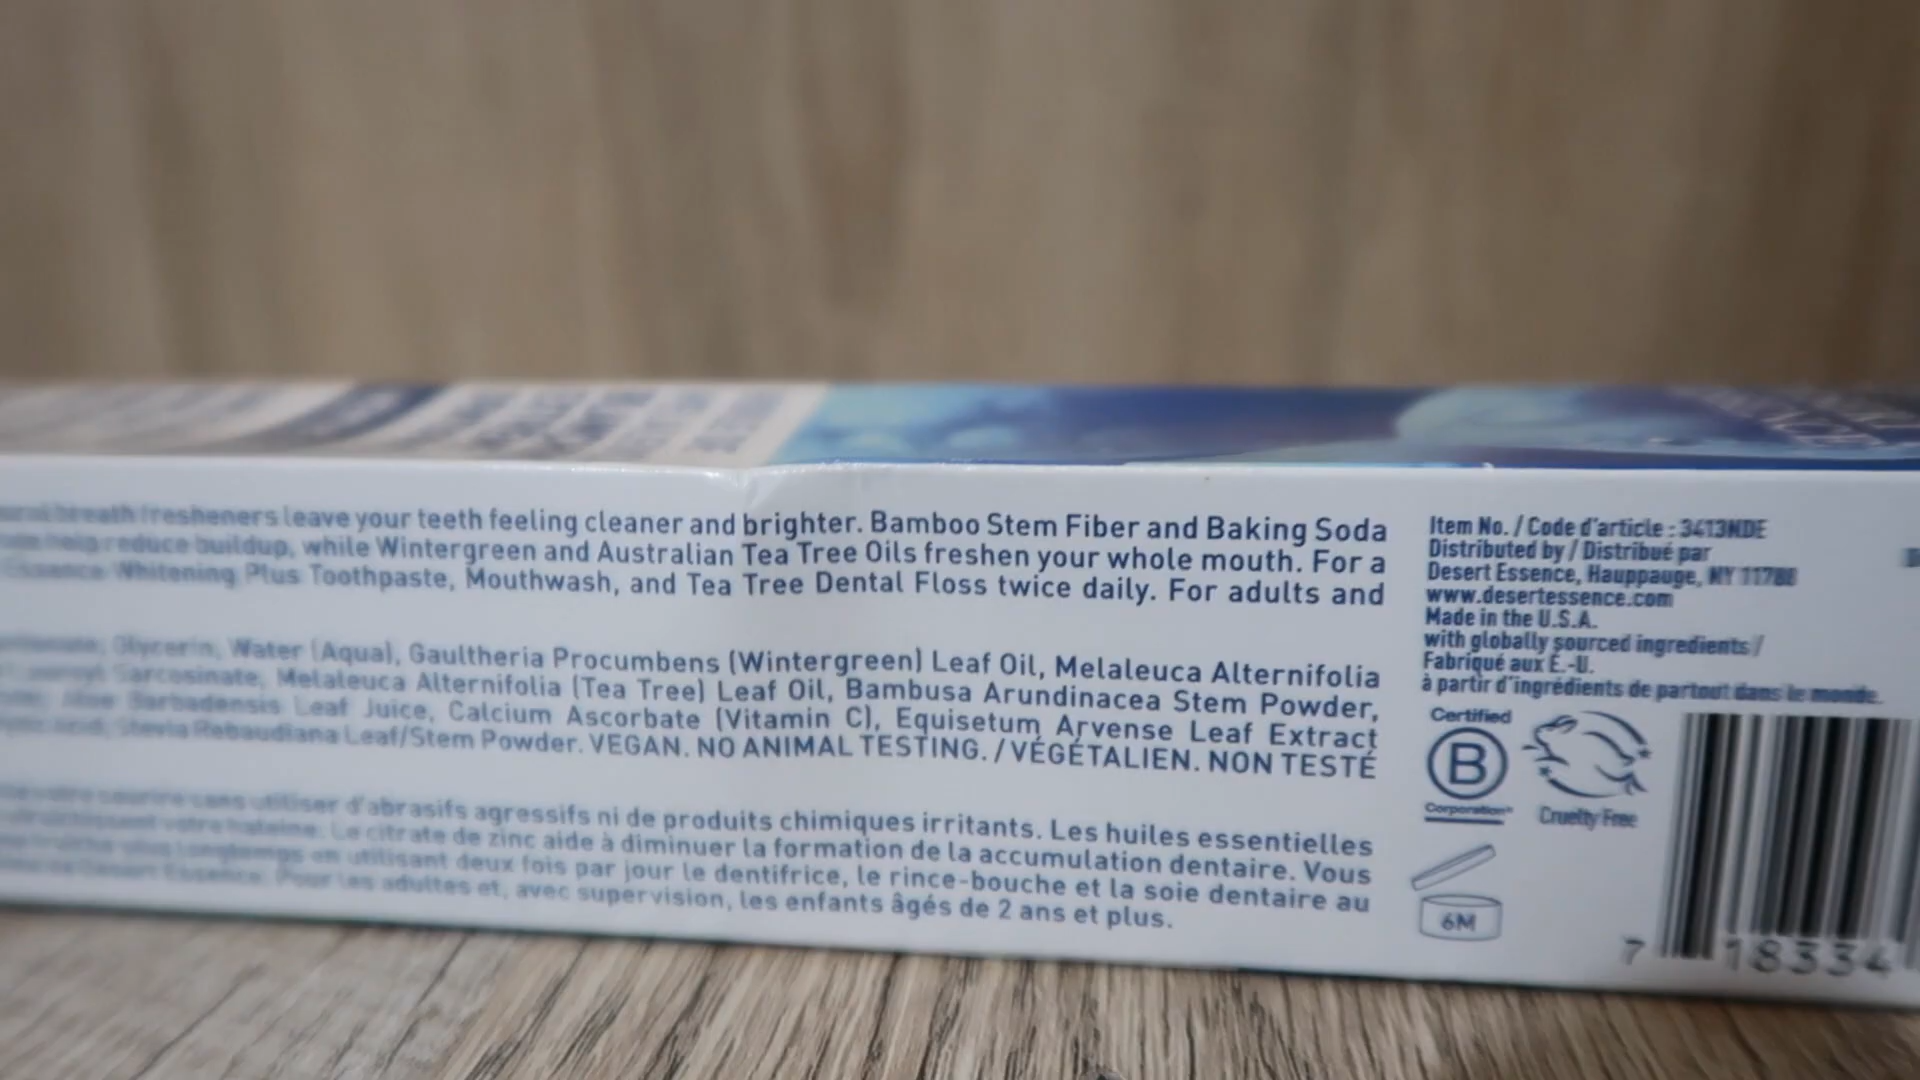 breath fresheners leave your teeth feeling cleaner and brighter. Bamboo Stem Fiber and Baking Soda
help reduce buildup, while Wintergreen and Australian Tea Tree Oils freshen your whole mouth. For a
Essence Whitening Plus Toothpaste, Mouthwash, and Tea Tree Dental Floss twice daily. For adults and
Glycerin, Water (Aqua), Gaultheria Procumbens (Wintergreen) Leaf Oil, Melaleuca Alternifolia
Sarcosinate, Melaleuca Alternifolia (Tea Tree) Leaf Oil, Bambusa Arundinacea Stem Powder,
Aloe Barbadensis Leaf Juice, Calcium Ascorbate (Vitamin C), Equisetum Arvense Leaf Extract
Stevia Rebaudiana Leaf/Stem Powder. VEGAN. NO ANIMAL TESTING. / VÉGÉTALIEN. NON TESTÉ
sourire sans utiliser d'abrasifs agressifs ni de produits chimiques irritants. Les huiles essentielles
votre haleine. Le citrate de zinc aide à diminuer la formation de la accumulation dentaire. Vous
longtemps en utilisant deux fois par jour le dentifrice, le rince-bouche et la soie dentaire au
Desert Essence. Pour les adultes et, avec supervision, les enfants âgés de 2 ans et plus.
Item No. / Code d'article : 3413NDE
Distributed by / Distribué par
Desert Essence, Hauppauge, NY 11788
www.desertessence.com
Made in the U.S.A.
with globally sourced ingredients /
Fabriqué aux É.-U.
à partir d'ingrédients de partout dans le monde.
Certified
B
Corporation
Cruelty Free
6M
7 18334